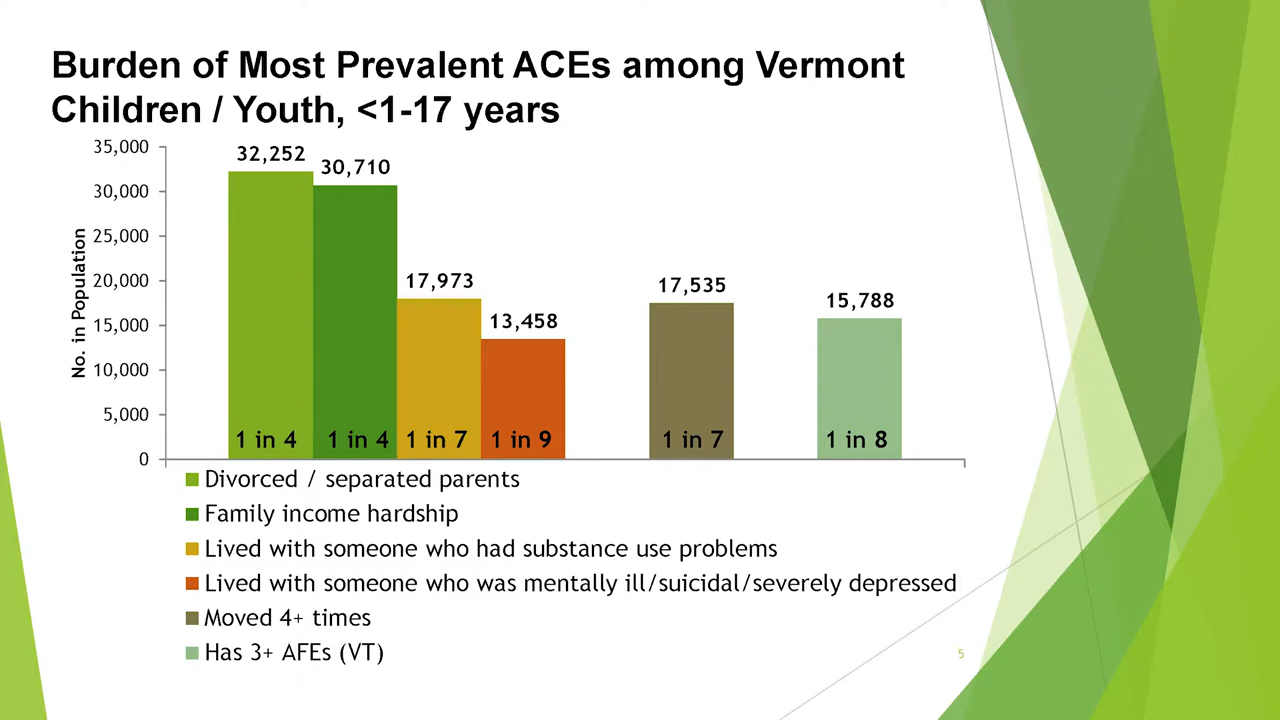 Burden of Most Prevalent ACEs among Vermont
Children / Youth, <1-17 years
No. in Population
35,000
30,000
25,000
20,000
15,000
10,000
5,000
0
32,252
30,710
17,973
13,458
17,535
15,788
1 in 4
1 in 4
1 in 7
1 in 9
1 in 7
1 in 8
Divorced / separated parents
Family income hardship
Lived with someone who had substance use problems
Lived with someone who was mentally ill/suicidal/severely depressed
Moved 4+ times
Has 3+ AFEs (VT)
5